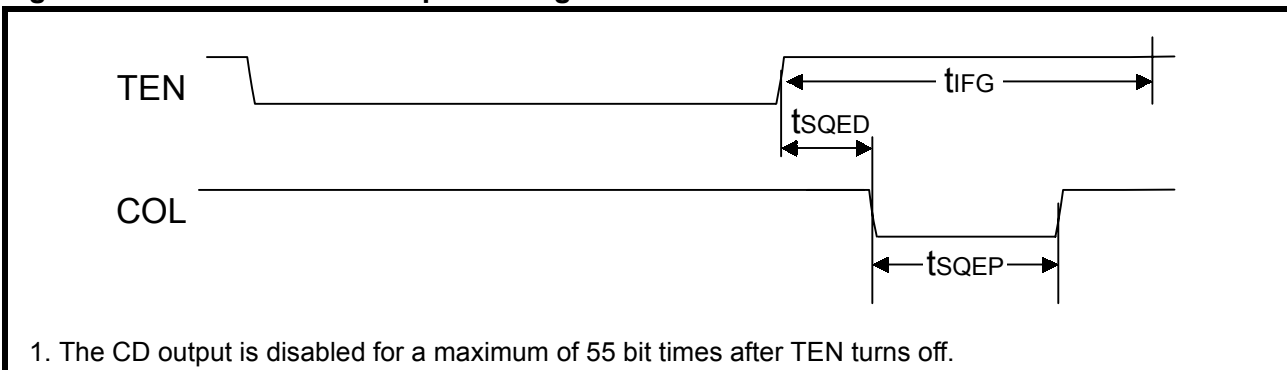 TEN
tIFG
tSQED
COL
tSQEP
1. The CD output is disabled for a maximum of 55 bit times after TEN turns off.